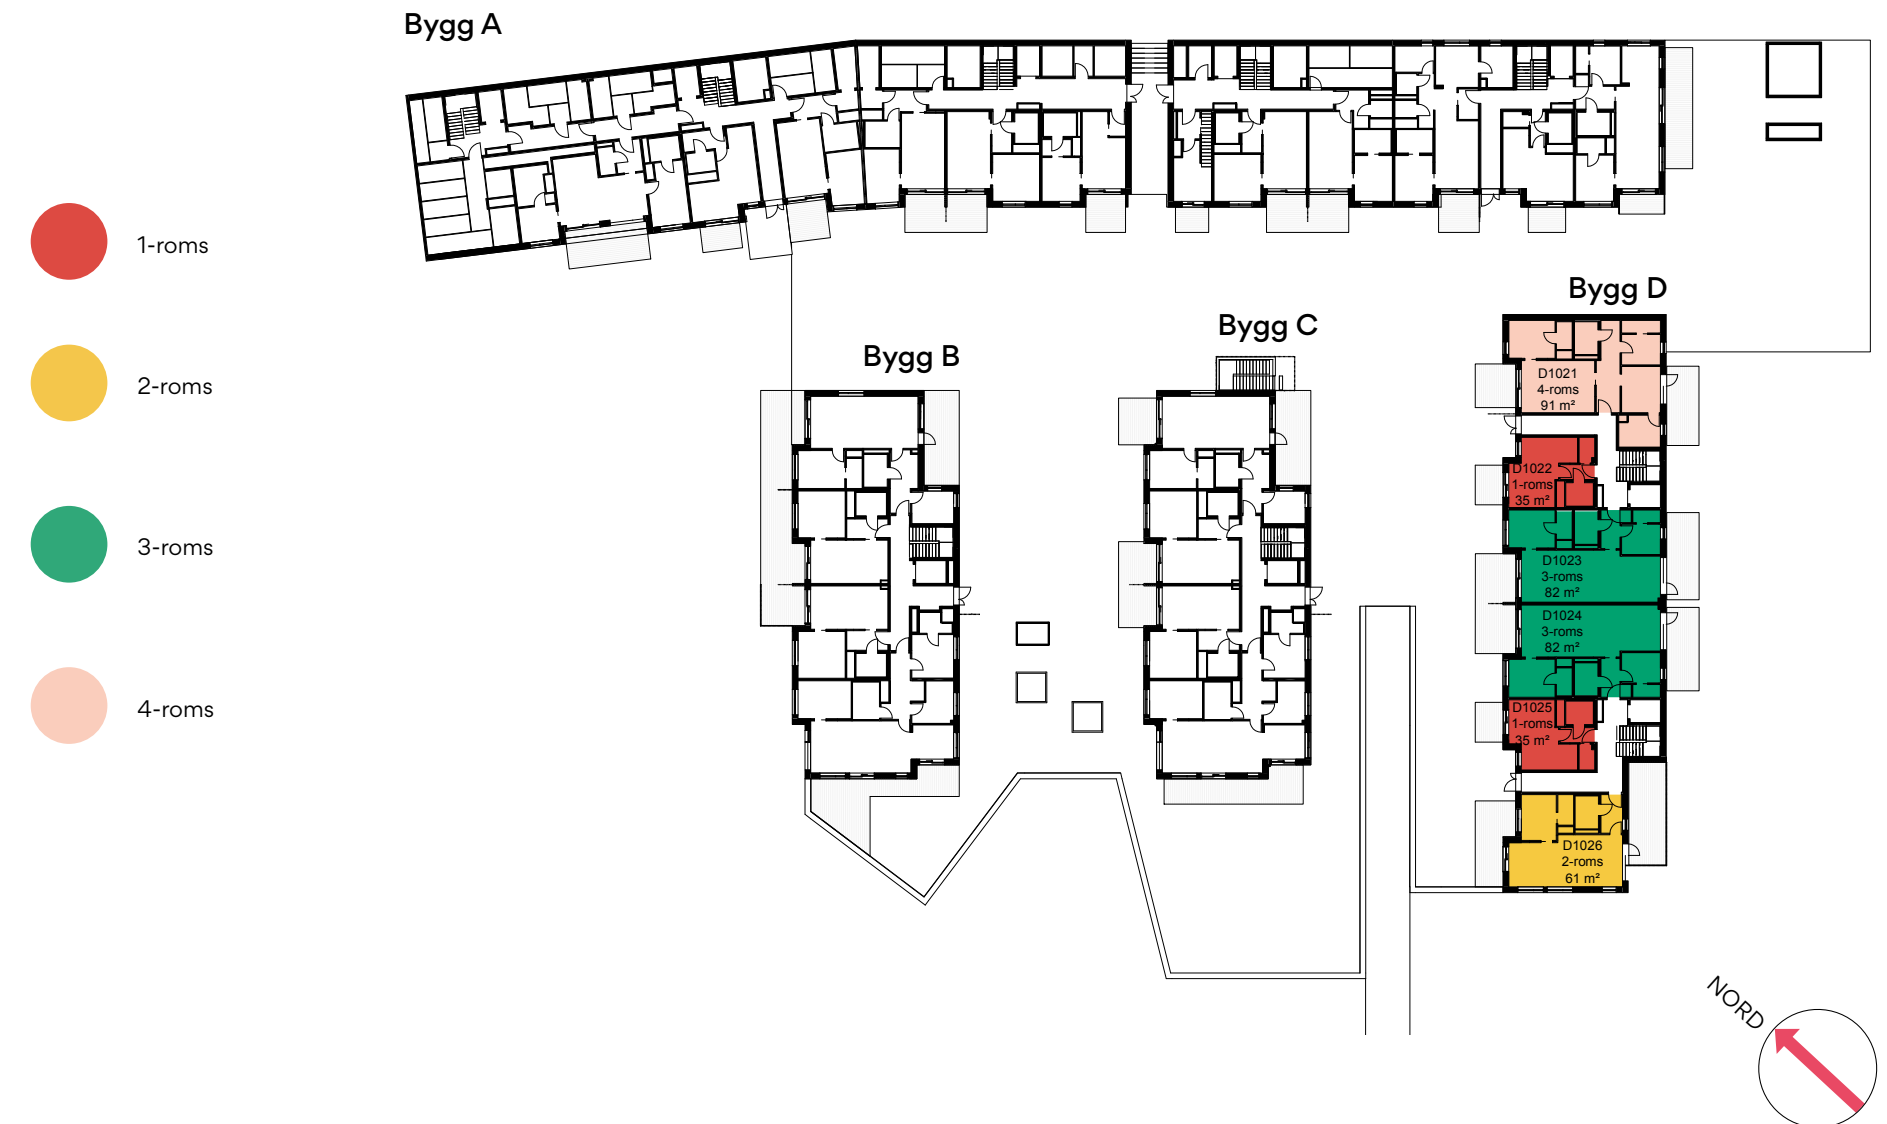 Bygg A
1-roms
2-roms
3-roms
4-roms
Bygg B
Bygg C
Bygg D
D1021
4-roms
91 m²
D1022
1-roms
35 m²
D1023
3-roms
82 m²
D1024
3-roms
82 m²
D1025
1-roms
35 m²
D1026
2-roms
61 m²
NORD